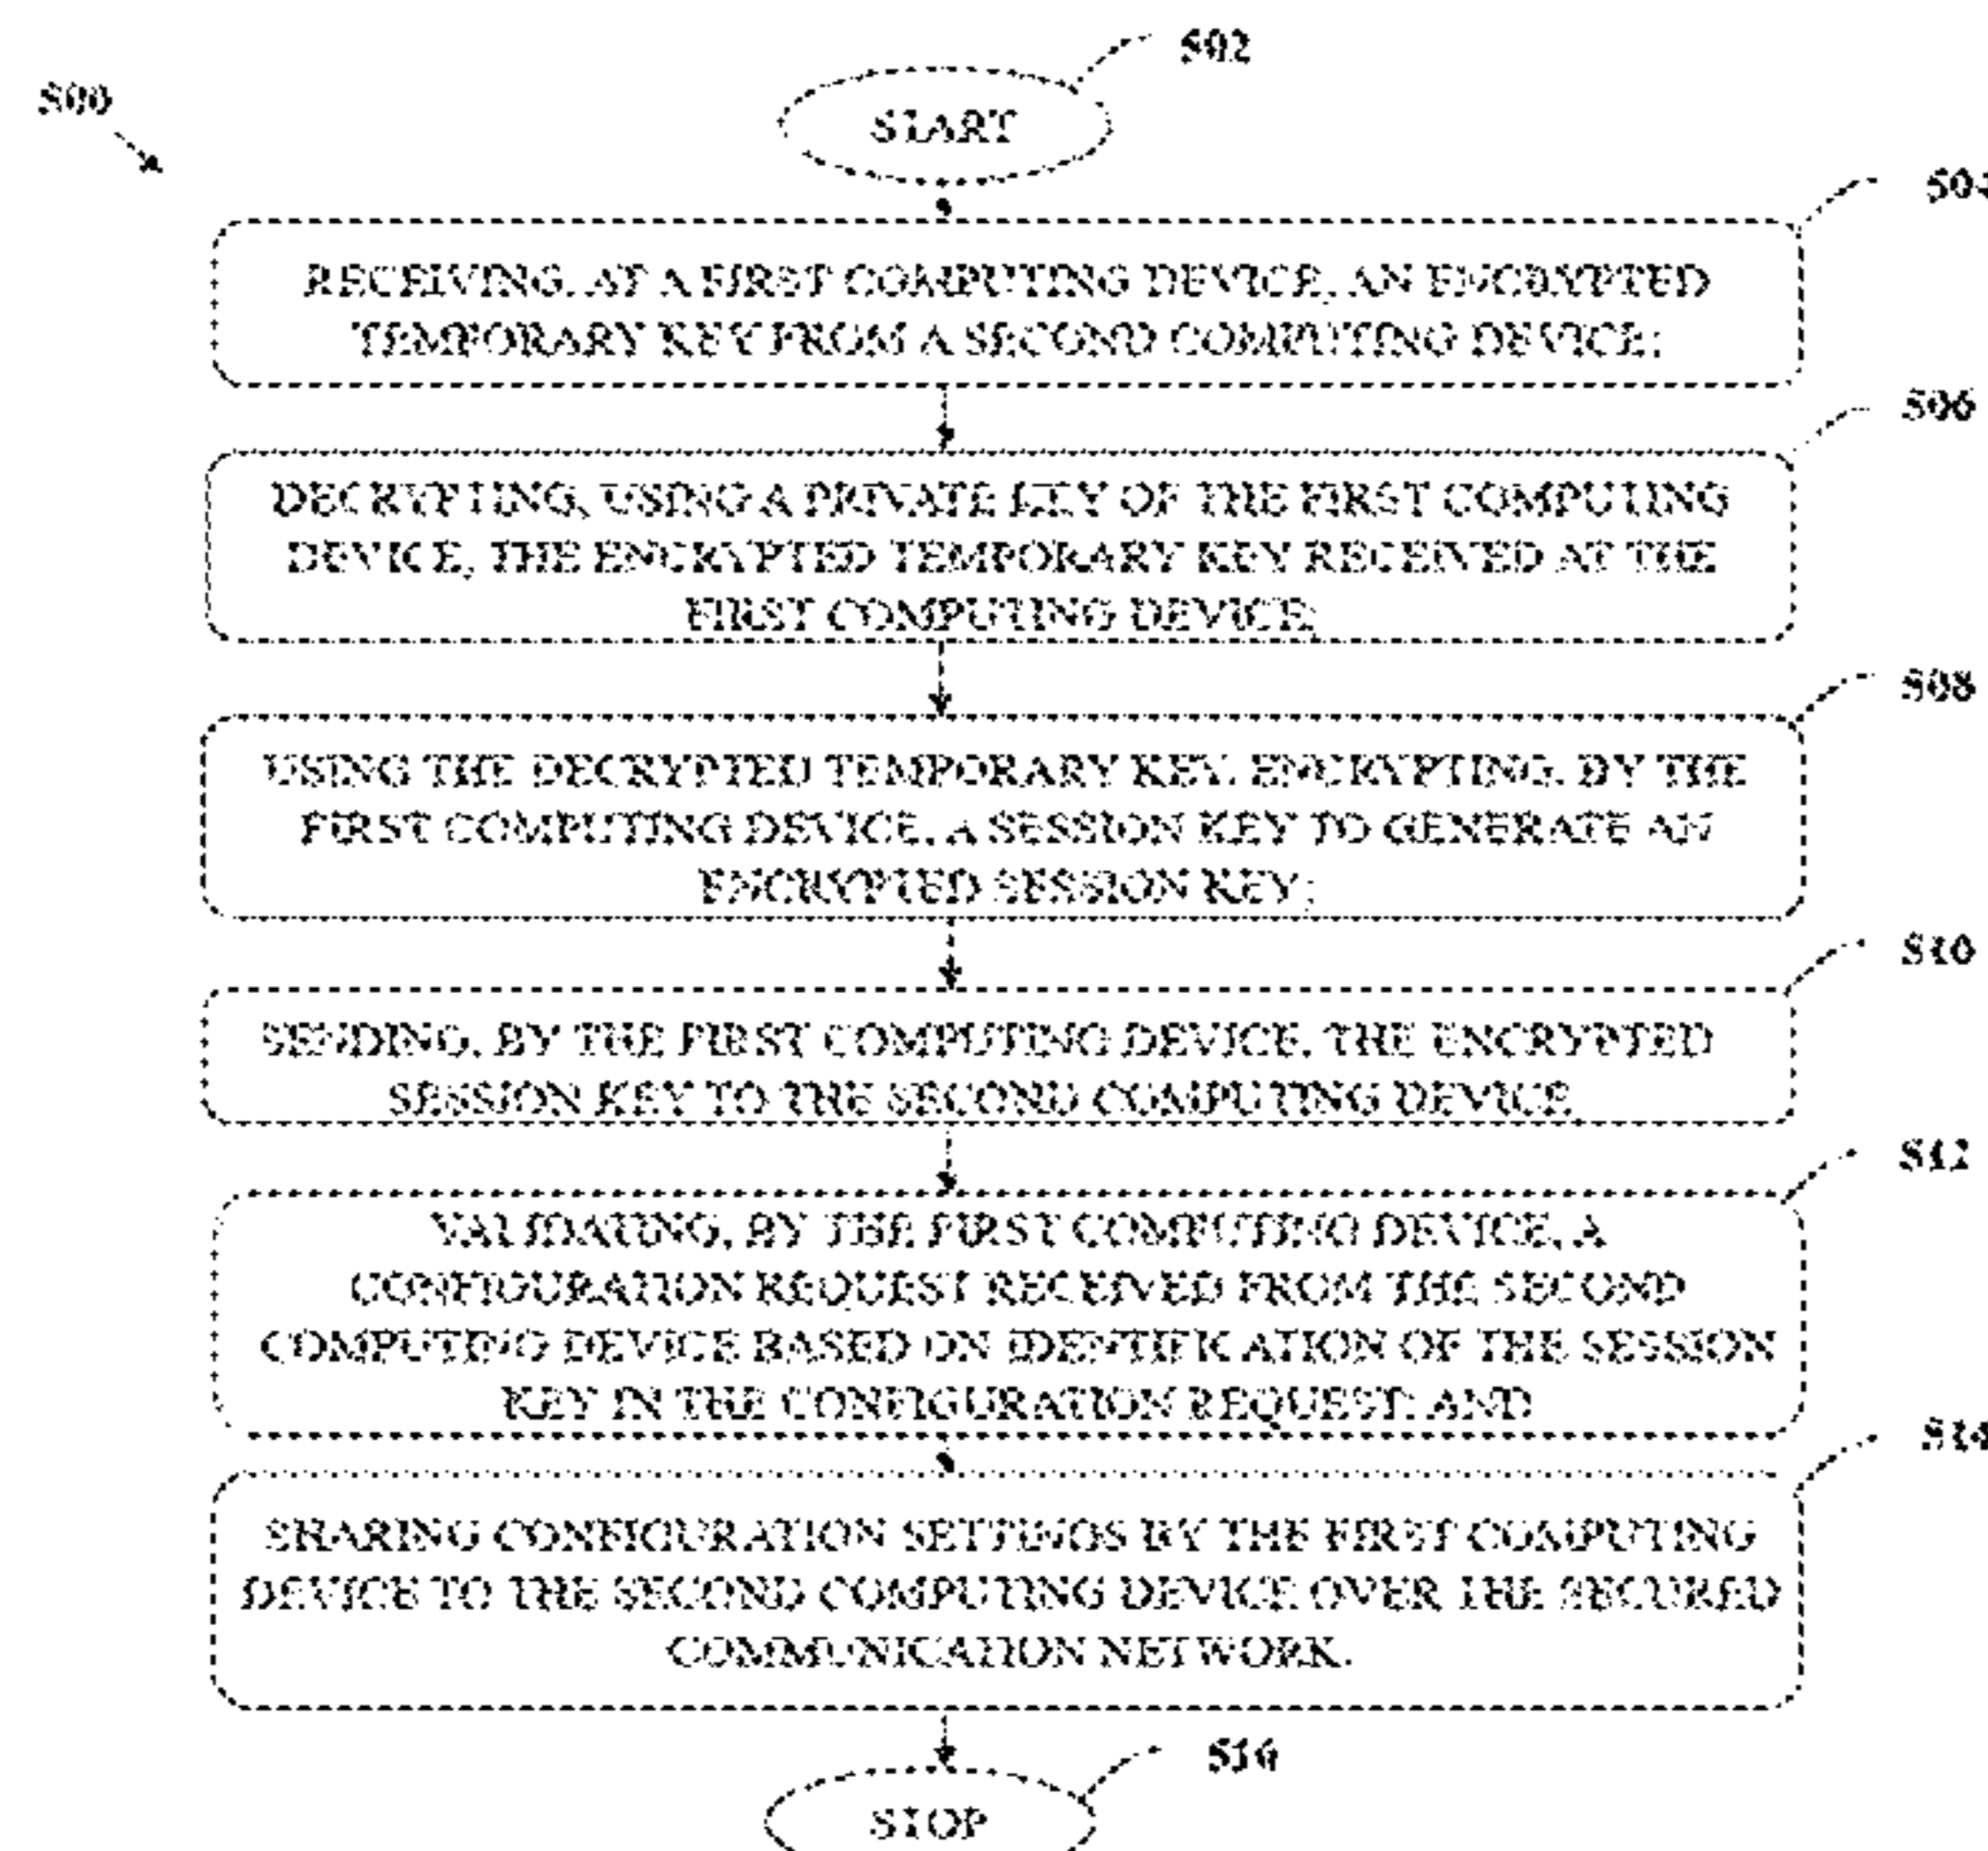 502
500
START
504
RECEIVING, AT A FIRST COMPUTING DEVICE, AN ENCRYPTED
TEMPORARY KEY FROM A SECOND COMPUTING DEVICE;
506
DECRYPTING, USING A PRIVATE KEY OF THE FIRST COMPUTING
DEVICE, THE ENCRYPTED TEMPORARY KEY RECEIVED AT THE
FIRST COMPUTING DEVICE;
508
USING THE DECRYPTED TEMPORARY KEY, ENCRYPTING, BY THE
FIRST COMPUTING DEVICE, A SESSION KEY TO GENERATE AN
ENCRYPTED SESSION KEY;
510
SENDING, BY THE FIRST COMPUTING DEVICE, THE ENCRYPTED
SESSION KEY TO THE SECOND COMPUTING DEVICE
512
VALIDATING, BY THE FIRST COMPUTING DEVICE, A
CONFIGURATION REQUEST RECEIVED FROM THE SECOND
COMPUTING DEVICE BASED ON IDENTIFICATION OF THE SESSION
KEY IN THE CONFIGURATION REQUEST; AND
514
SHARING CONFIGURATION SETTINGS BY THE FIRST COMPUTING
DEVICE TO THE SECOND COMPUTING DEVICE OVER THE SECURED
COMMUNICATION NETWORK.
516
STOP